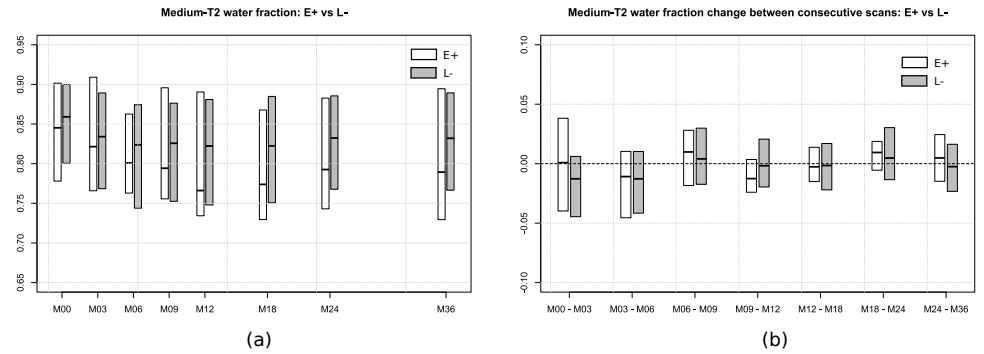 Medium-T2 water fraction: E+ vs L-
0.95
0.90
0.85
0.80
0.75
0.70
0.65
E+
L-
M00 M03 M06 M09 M12 M18 M24 M36
(a)
Medium-T2 water fraction change between consecutive scans: E+ vs L-
0.10
0.05
0.00
-0.05
-0.10
E+
L-
M00 - M03 M03 - M06 M06 - M09 M09 - M12 M12 - M18 M18 - M24 M24 - M36
(b)